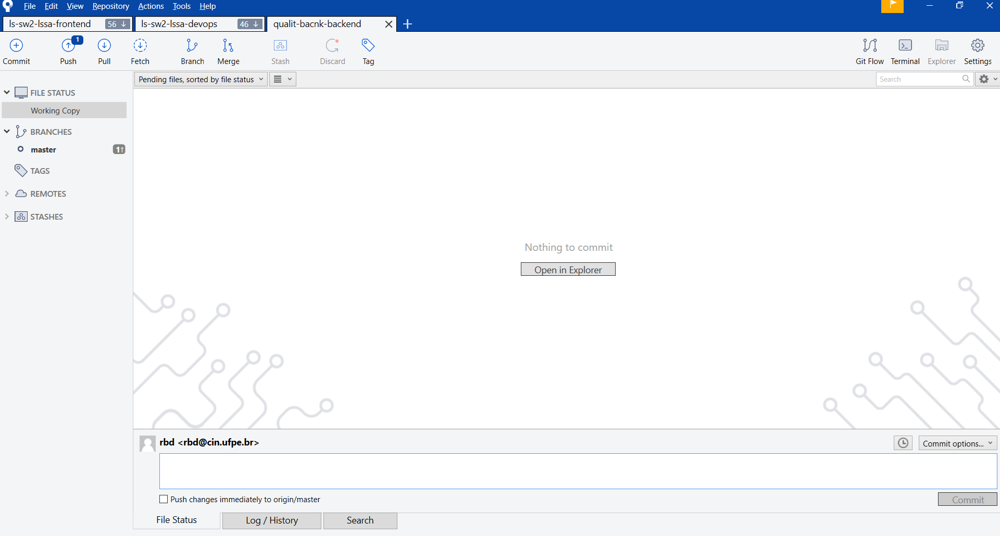 File Edit View Repository Actions Tools Help
ls-sw2-lssa-frontend 56 ↓ ls-sw2-lssa-devops 46 ↓ qualit-bacnk-backend
1
Commit Push Pull Fetch Branch Merge Stash Discard Tag Git Flow Terminal Explorer Settings
Pending files, sorted by file status Search
FILE STATUS
Working Copy
BRANCHES
master 1↑
TAGS
REMOTES
STASHES
Nothing to commit
Open in Explorer
rbd <rbd@cin.ufpe.br> Commit options...
Push changes immediately to origin/master Commit
File Status Log / History Search